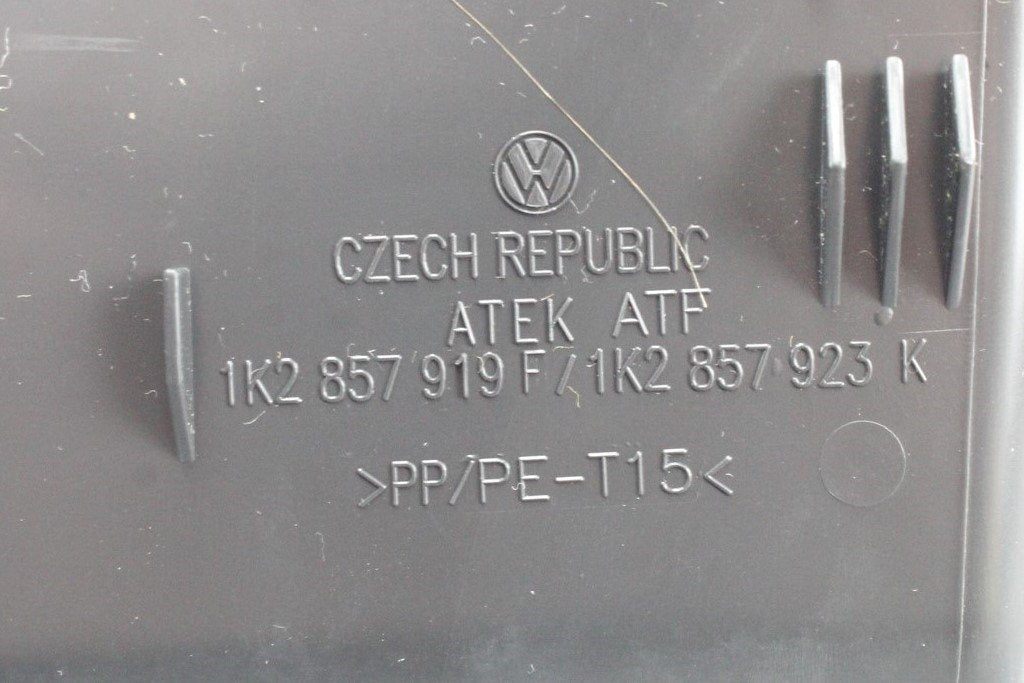 CZECH REPUBLIC
ATEK ATF
1K2 857 919 F / 1K2 857 923 K
>PP/PE-T15<